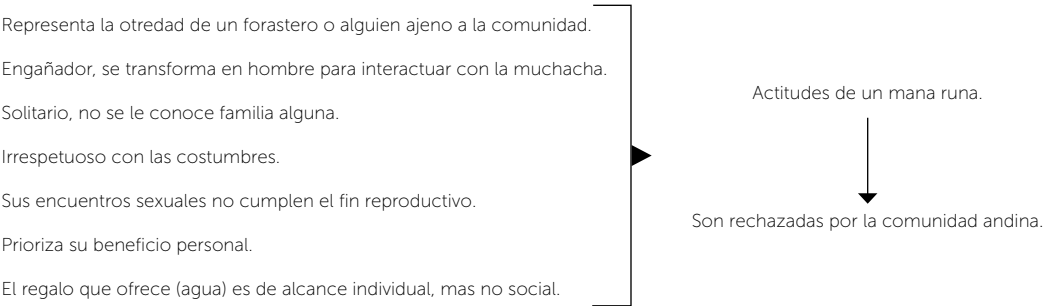 Representa la otredad de un forastero o alguien ajeno a la comunidad.
Engañador, se transforma en hombre para interactuar con la muchacha.
Solitario, no se le conoce familia alguna.
Irrespetuoso con las costumbres.
Sus encuentros sexuales no cumplen el fin reproductivo.
Prioriza su beneficio personal.
El regalo que ofrece (agua) es de alcance individual, mas no social.
Actitudes de un mana runa.
Son rechazadas por la comunidad andina.